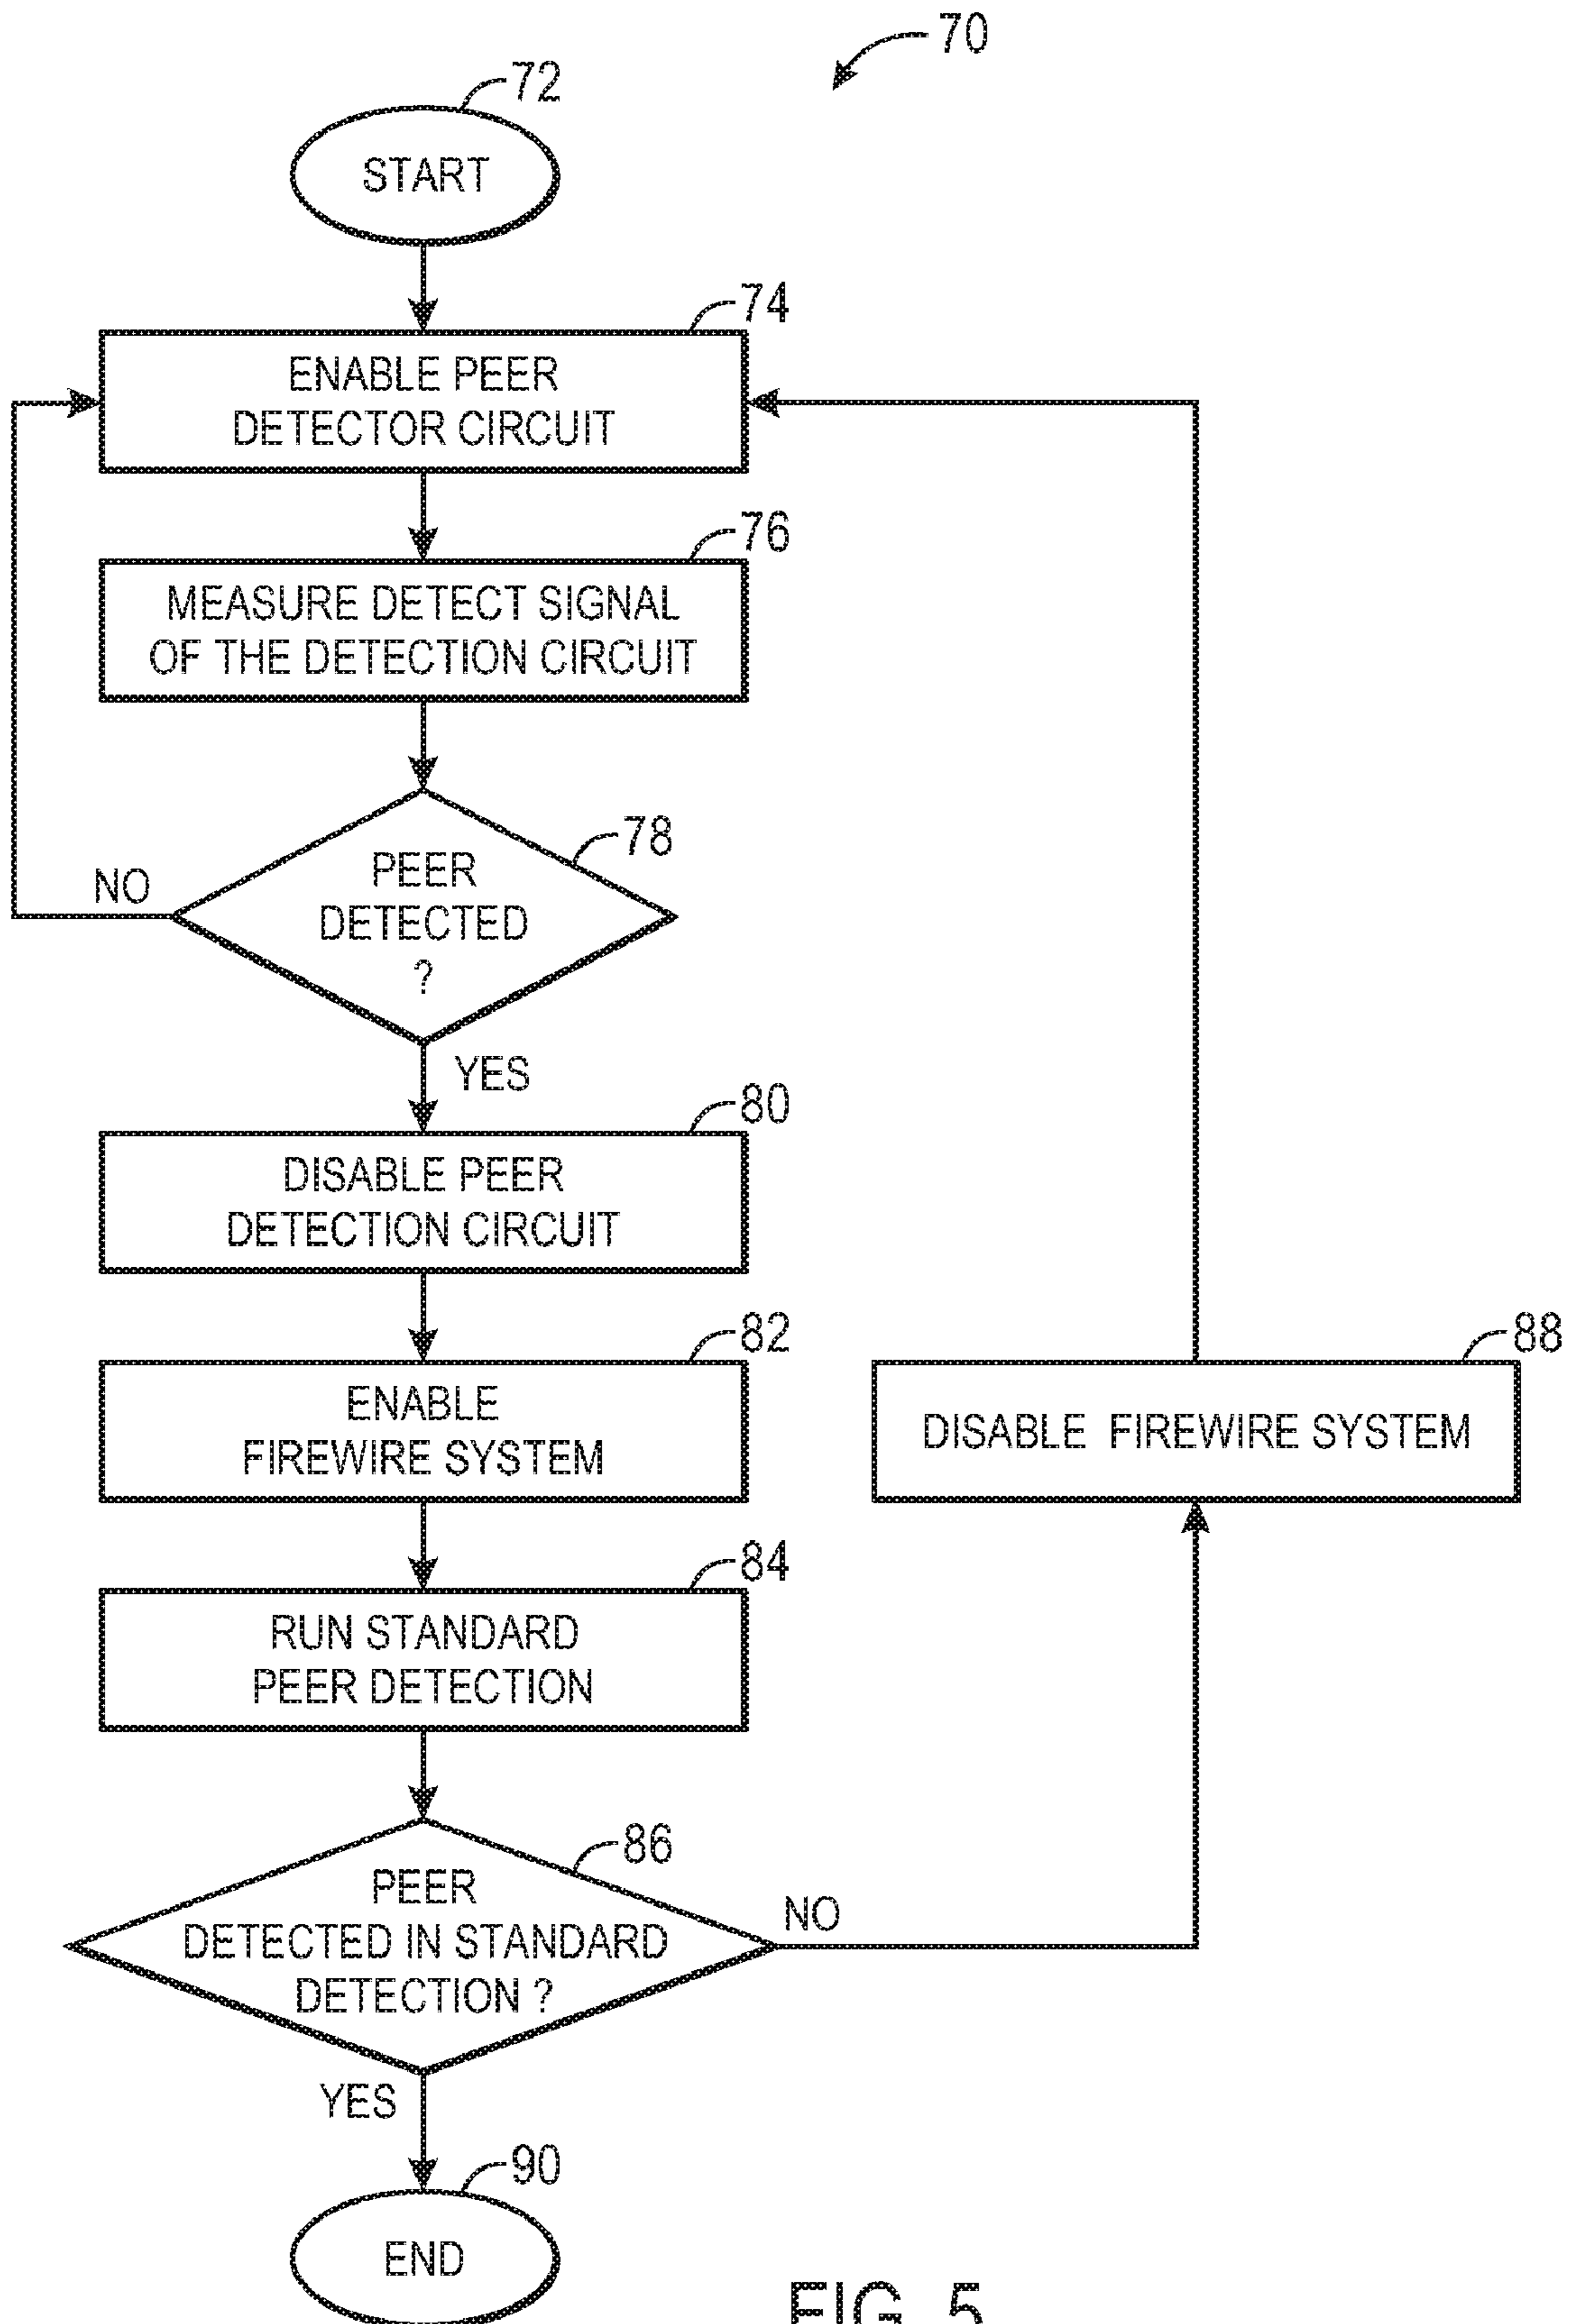 70
72
START
74
ENABLE PEER
DETECTOR CIRCUIT
76
MEASURE DETECT SIGNAL
OF THE DETECTION CIRCUIT
78
PEER
DETECTED
?
NO
YES
80
DISABLE PEER
DETECTION CIRCUIT
82
ENABLE
FIREWIRE SYSTEM
88
DISABLE FIREWIRE SYSTEM
84
RUN STANDARD
PEER DETECTION
86
PEER
DETECTED IN STANDARD
DETECTION ?
NO
YES
90
END
FIG. 5